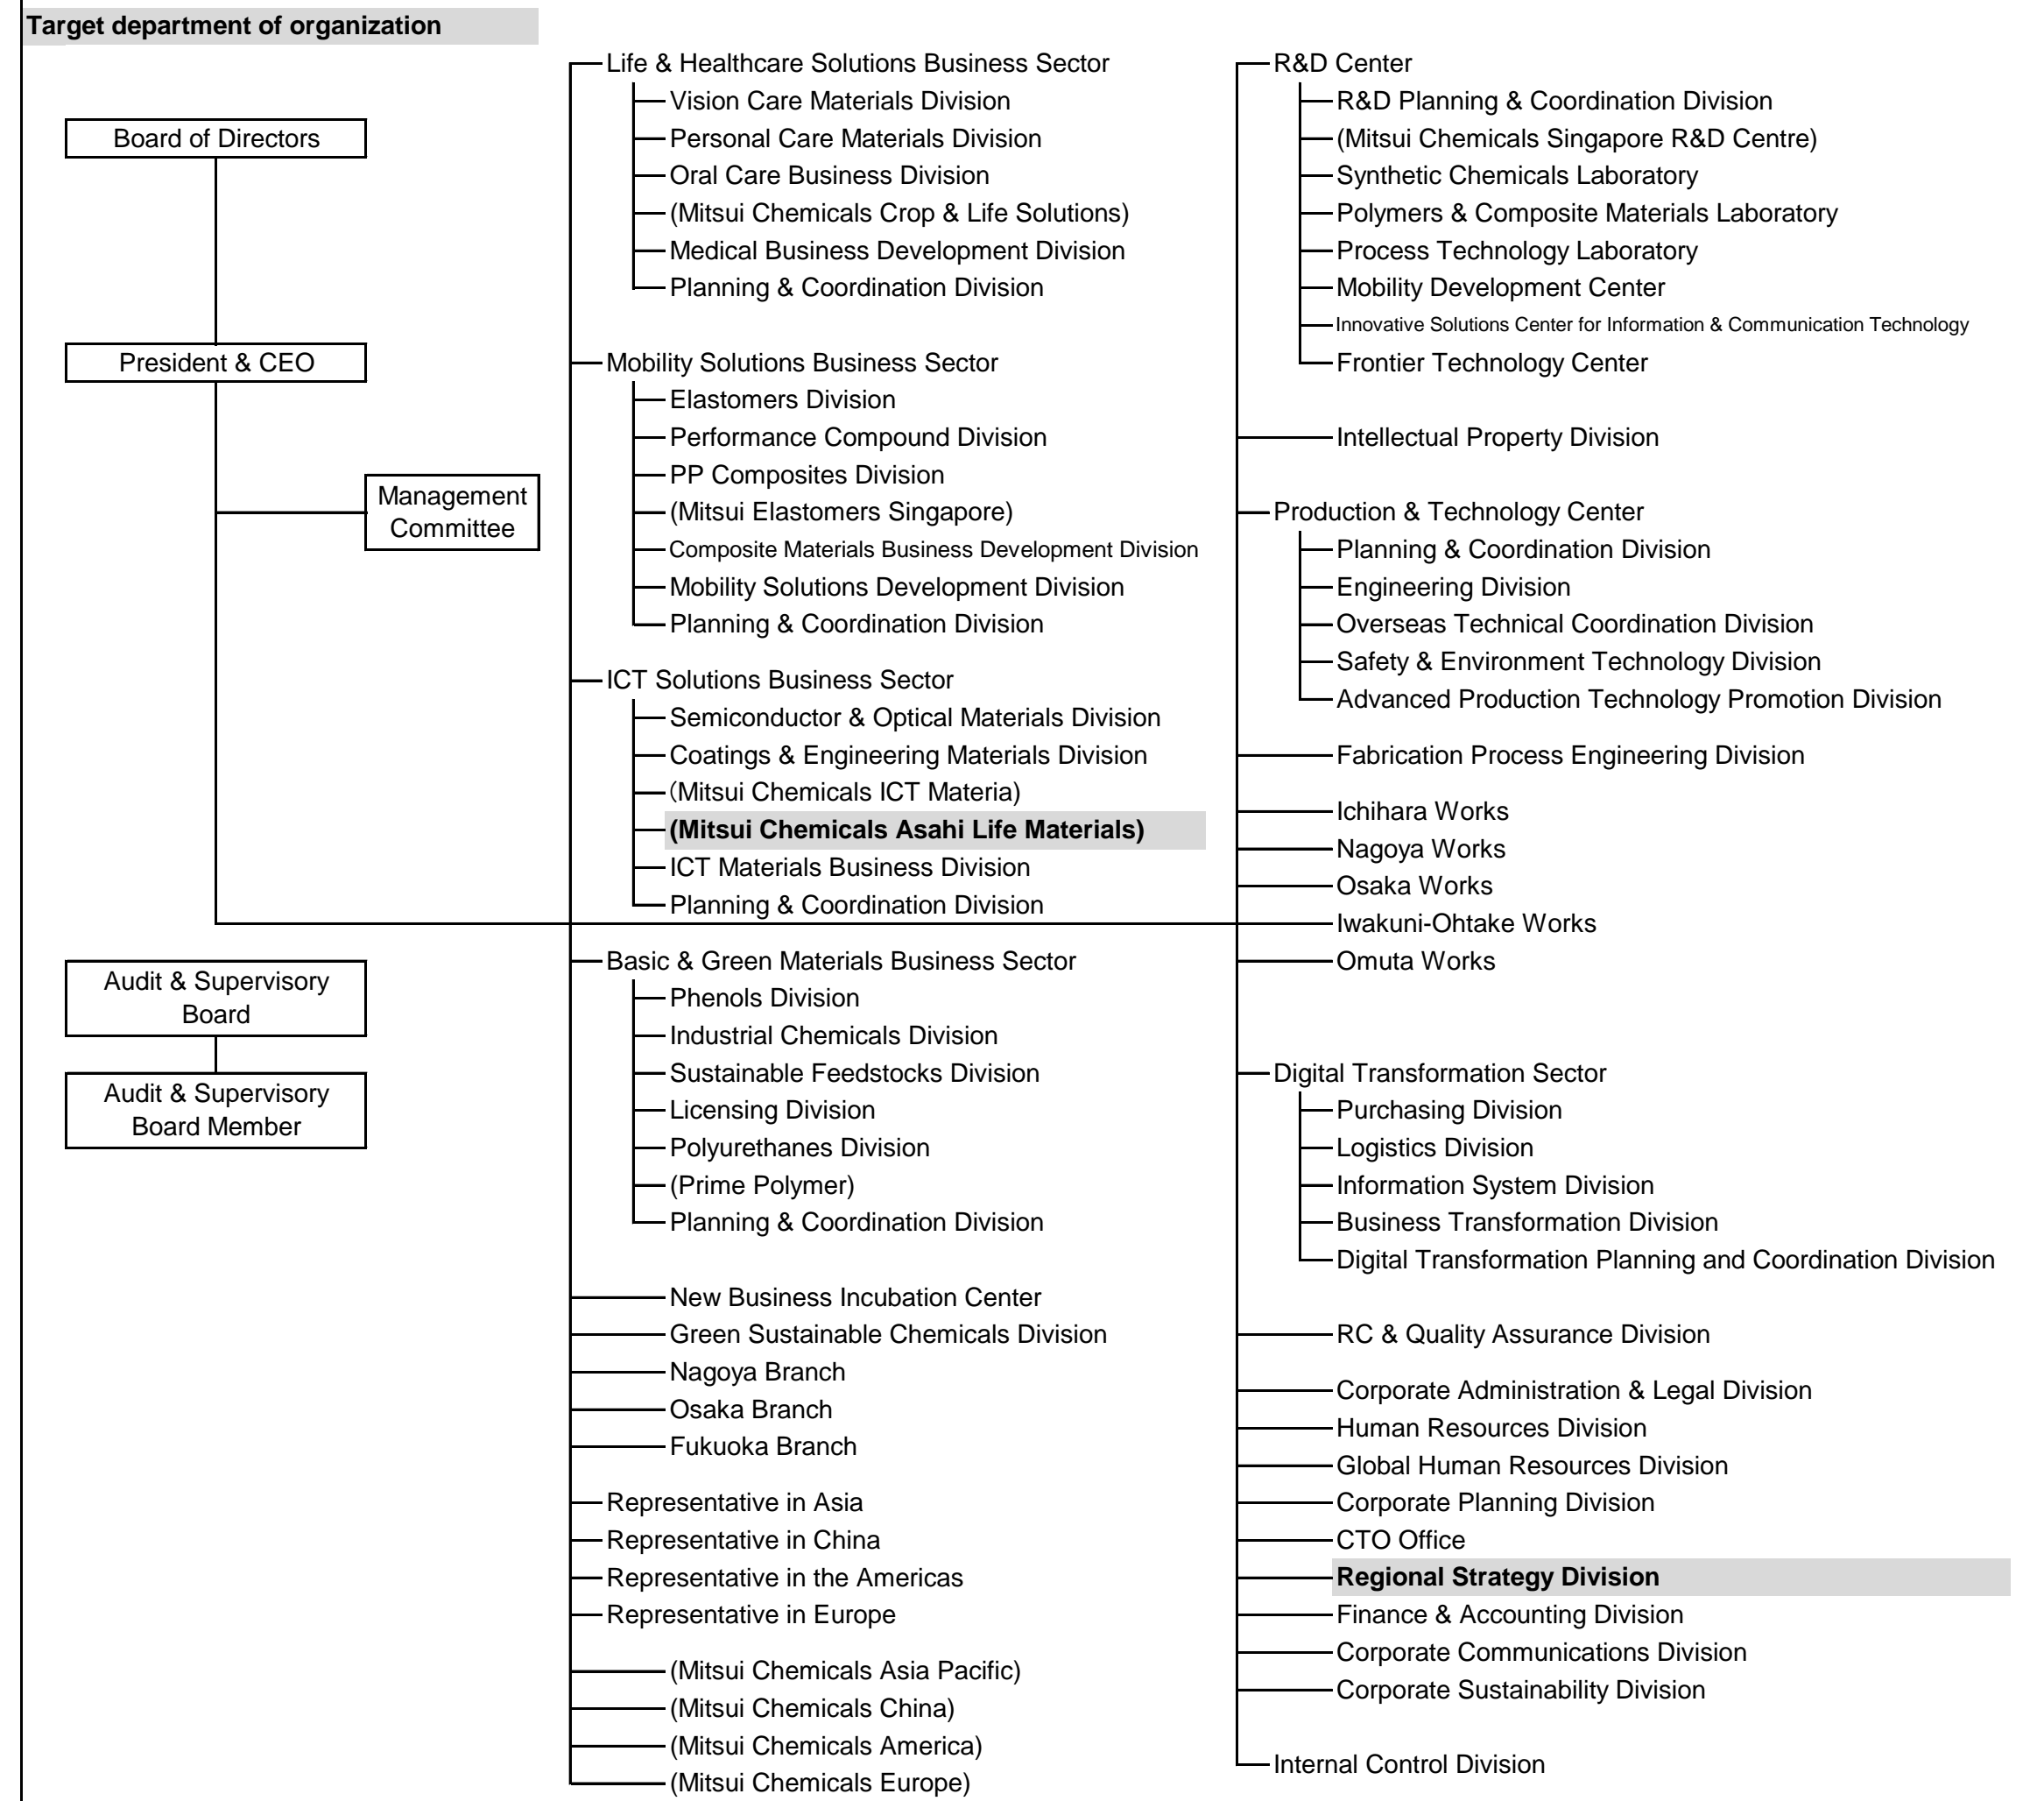 Target department of organization
Board of Directors
President & CEO
Management
Committee
Audit & Supervisory
Board
Audit & Supervisory
Board Member
Life & Healthcare Solutions Business Sector
Vision Care Materials Division
Personal Care Materials Division
Oral Care Business Division
(Mitsui Chemicals Crop & Life Solutions)
Medical Business Development Division
Planning & Coordination Division
Mobility Solutions Business Sector
Elastomers Division
Performance Compound Division
PP Composites Division
(Mitsui Elastomers Singapore)
Composite Materials Business Development Division
Mobility Solutions Development Division
Planning & Coordination Division
ICT Solutions Business Sector
Semiconductor & Optical Materials Division
Coatings & Engineering Materials Division
(Mitsui Chemicals ICT Materia)
(Mitsui Chemicals Asahi Life Materials)
ICT Materials Business Division
Planning & Coordination Division
Basic & Green Materials Business Sector
Phenols Division
Industrial Chemicals Division
Sustainable Feedstocks Division
Licensing Division
Polyurethanes Division
(Prime Polymer)
Planning & Coordination Division
New Business Incubation Center
Green Sustainable Chemicals Division
Nagoya Branch
Osaka Branch
Fukuoka Branch
Representative in Asia
Representative in China
Representative in the Americas
Representative in Europe
(Mitsui Chemicals Asia Pacific)
(Mitsui Chemicals China)
(Mitsui Chemicals America)
(Mitsui Chemicals Europe)
R&D Center
R&D Planning & Coordination Division
(Mitsui Chemicals Singapore R&D Centre)
Synthetic Chemicals Laboratory
Polymers & Composite Materials Laboratory
Process Technology Laboratory
Mobility Development Center
Innovative Solutions Center for Information & Communication Technology
Frontier Technology Center
Intellectual Property Division
Production & Technology Center
Planning & Coordination Division
Engineering Division
Overseas Technical Coordination Division
Safety & Environment Technology Division
Advanced Production Technology Promotion Division
Fabrication Process Engineering Division
Ichihara Works
Nagoya Works
Osaka Works
Iwakuni-Ohtake Works
Omuta Works
Digital Transformation Sector
Purchasing Division
Logistics Division
Information System Division
Business Transformation Division
Digital Transformation Planning and Coordination Division
RC & Quality Assurance Division
Corporate Administration & Legal Division
Human Resources Division
Global Human Resources Division
Corporate Planning Division
CTO Office
Regional Strategy Division
Finance & Accounting Division
Corporate Communications Division
Corporate Sustainability Division
Internal Control Division